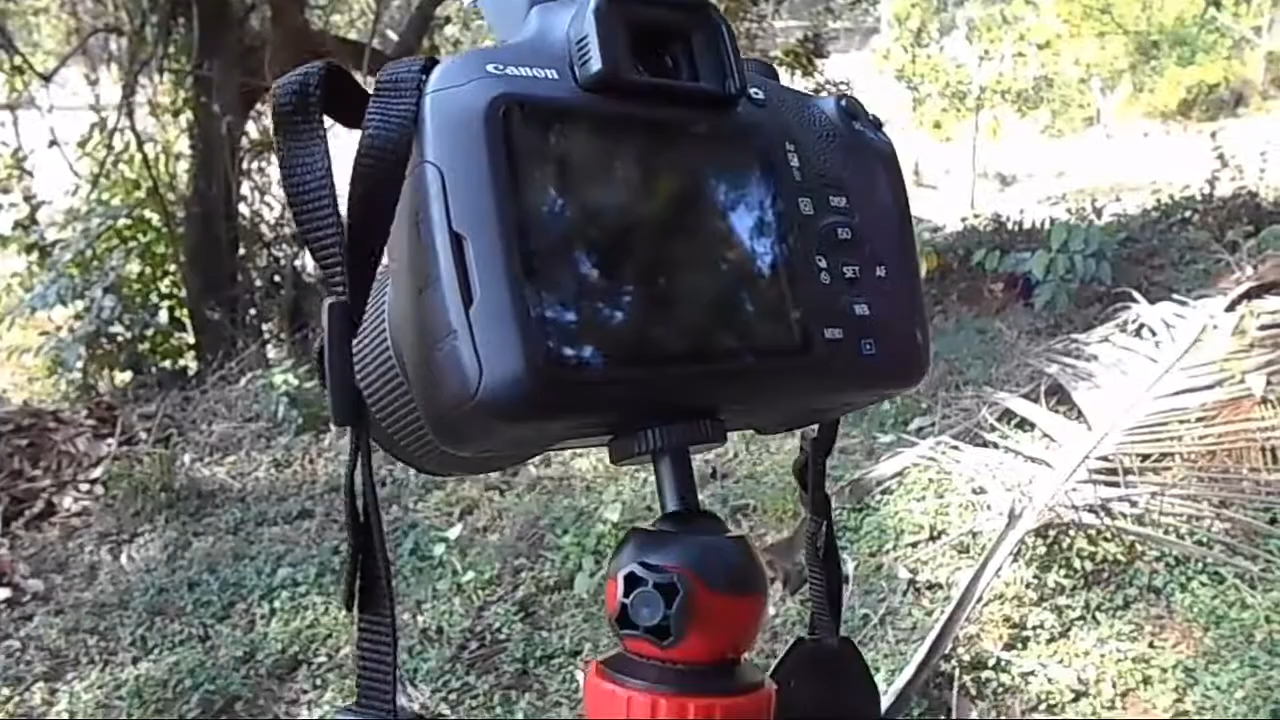 Canon
DISP.
ISO
SET AF
WB
MENU